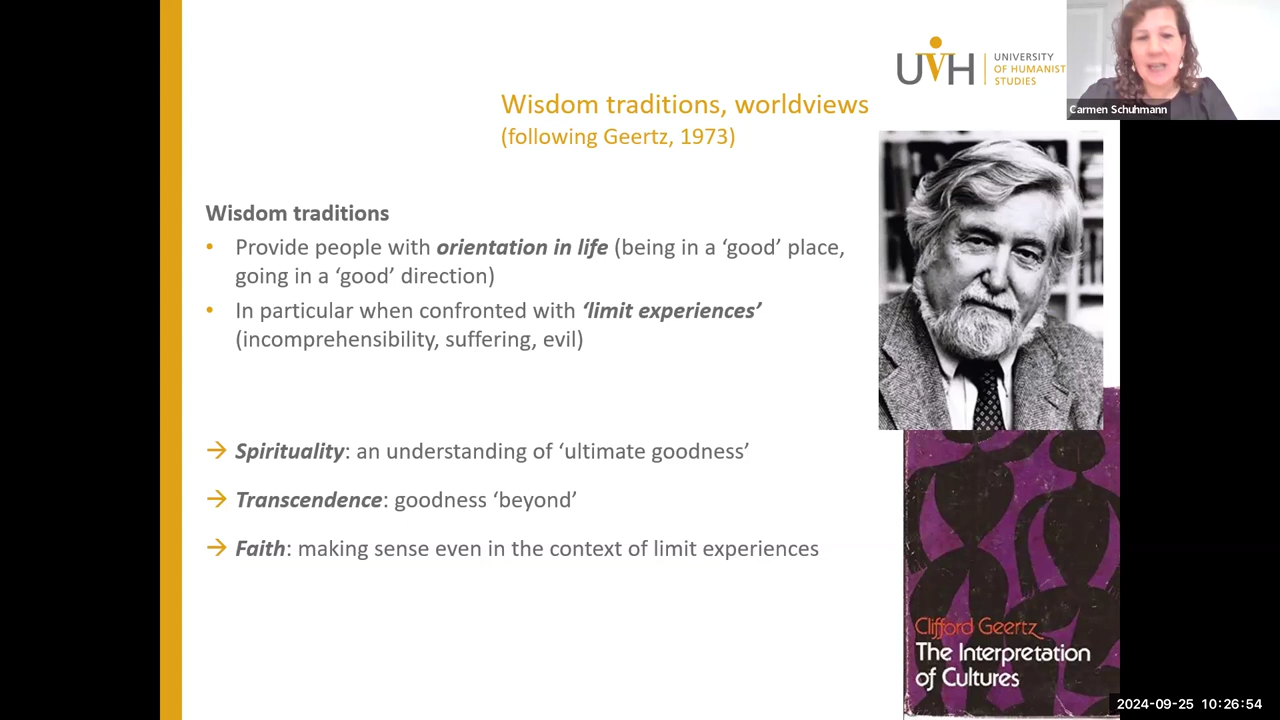 UVH
UNIVERSITY
OF HUMANIST
STUDIES
Carmen Schuhmann
Wisdom traditions, worldviews
(following Geertz, 1973)
Wisdom traditions
• Provide people with orientation in life (being in a ‘good’ place,
going in a ‘good’ direction)
• In particular when confronted with ‘limit experiences’
(incomprehensibility, suffering, evil)
→ Spirituality: an understanding of ‘ultimate goodness’
→ Transcendence: goodness ‘beyond’
→ Faith: making sense even in the context of limit experiences
Clifford Geertz
The Interpretation
of Cultures
2024-09-25 10:26:54